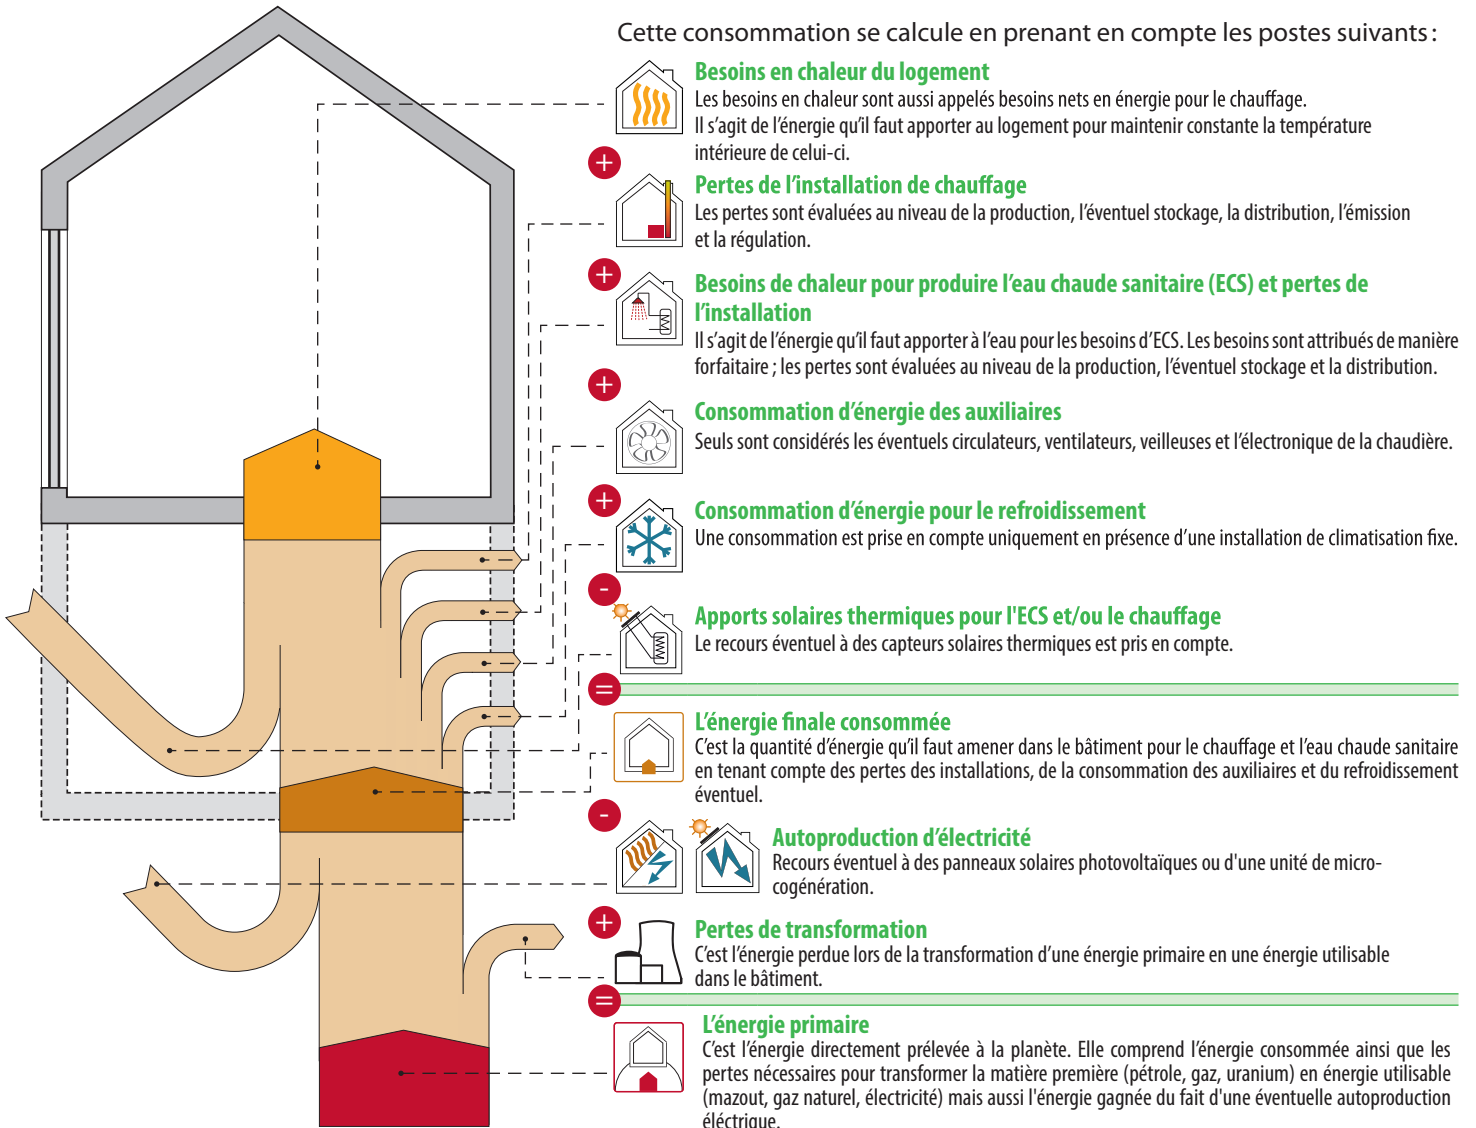 Cette consommation se calcule en prenant en compte les postes suivants :
Besoins en chaleur du logement
Les besoins en chaleur sont aussi appelés besoins nets en énergie pour le chauffage.
Il s’agit de l’énergie qu’il faut apporter au logement pour maintenir constante la température
intérieure de celui-ci.
+
Pertes de l’installation de chauffage
Les pertes sont évaluées au niveau de la production, l’éventuel stockage, la distribution, l’émission
et la régulation.
+
Besoins de chaleur pour produire l’eau chaude sanitaire (ECS) et pertes de
l’installation
Il s’agit de l’énergie qu’il faut apporter à l’eau pour les besoins d’ECS. Les besoins sont attribués de manière
forfaitaire ; les pertes sont évaluées au niveau de la production, l’éventuel stockage et la distribution.
+
Consommation d’énergie des auxiliaires
Seuls sont considérés les éventuels circulateurs, ventilateurs, veilleuses et l’électronique de la chaudière.
+
Consommation d’énergie pour le refroidissement
Une consommation est prise en compte uniquement en présence d’une installation de climatisation fixe.
-
Apports solaires thermiques pour l'ECS et/ou le chauffage
Le recours éventuel à des capteurs solaires thermiques est pris en compte.
=
L’énergie finale consommée
C’est la quantité d’énergie qu’il faut amener dans le bâtiment pour le chauffage et l’eau chaude sanitaire
en tenant compte des pertes des installations, de la consommation des auxiliaires et du refroidissement
éventuel.
-
Autoproduction d’électricité
Recours éventuel à des panneaux solaires photovoltaïques ou d'une unité de micro-
cogénération.
+
Pertes de transformation
C’est l’énergie perdue lors de la transformation d’une énergie primaire en une énergie utilisable
dans le bâtiment.
=
L’énergie primaire
C’est l’énergie directement prélevée à la planète. Elle comprend l’énergie consommée ainsi que les
pertes nécessaires pour transformer la matière première (pétrole, gaz, uranium) en énergie utilisable
(mazout, gaz naturel, électricité) mais aussi l'énergie gagnée du fait d'une éventuelle autoproduction
éléctrique.